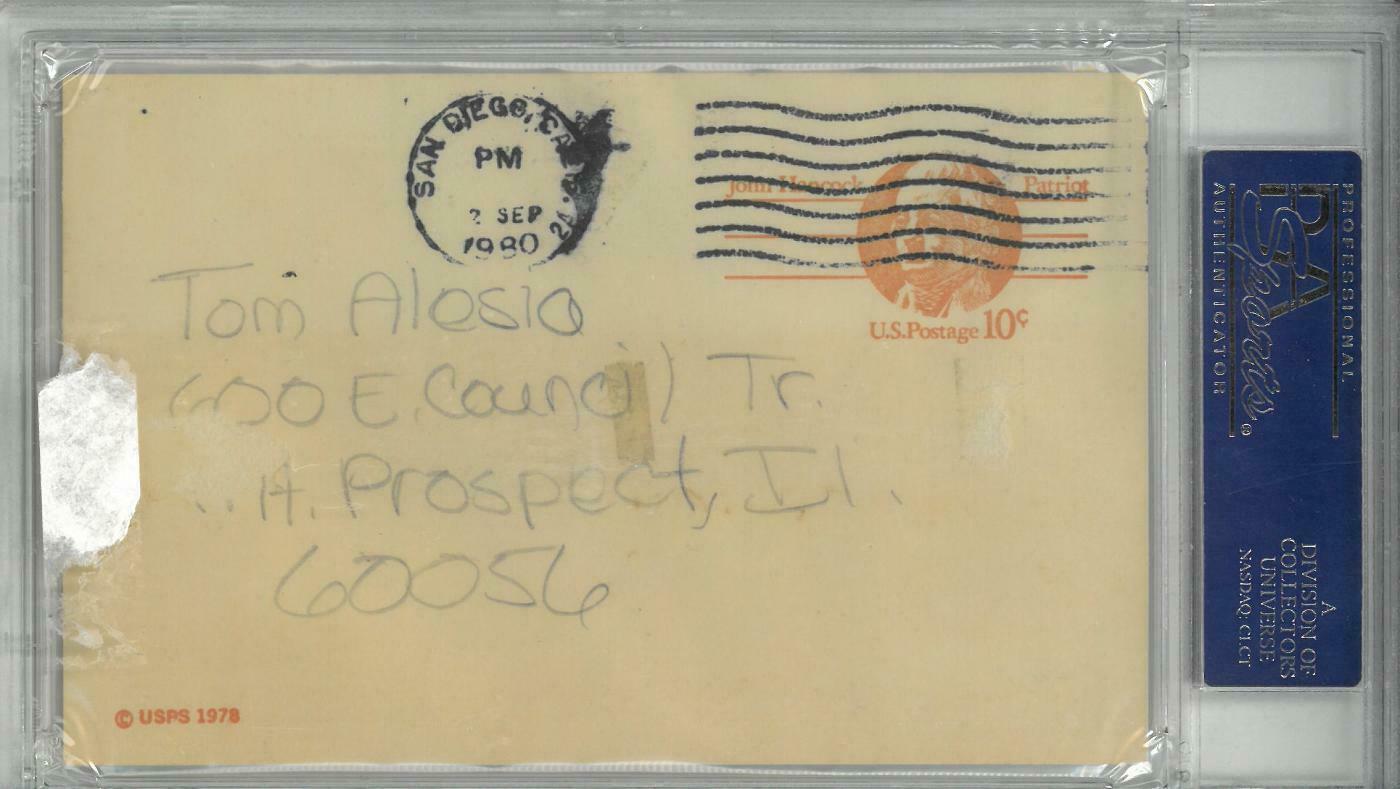 SAN DIEGO, CA
PM
2 SEP
1980
John Hancock Patriot
U.S.Postage 10¢
Tom Alesia
600 E. Council Tr.
Prospect, Il.
60056
© USPS 1978
PROFESSIONAL
PSA
Sports®
AUTHENTICATOR
A
DIVISION OF
COLLECTORS
UNIVERSE
NASDAQ: CLCT